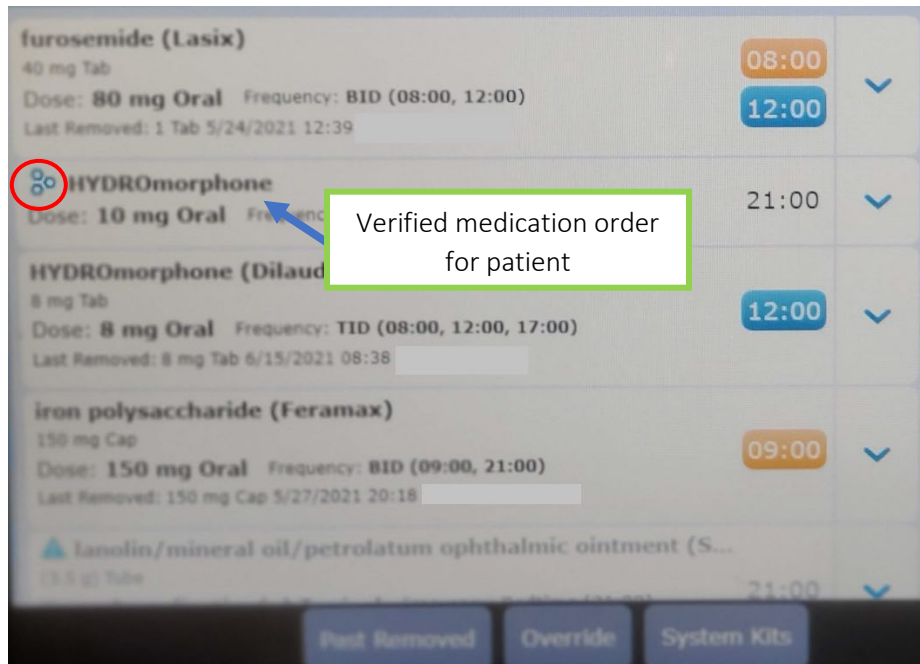 furosemide (Lasix)
40 mg Tab
08:00
Dose: 80 mg Oral Frequency: BID (08:00, 12:00)
12:00
Last Removed: 1 Tab 5/24/2021 12:39
HYDROmorphone
21:00
Dose: 10 mg Oral
Verified medication order
for patient
HYDROmorphone (Dilaud
8 mg Tab
12:00
Dose: 8 mg Oral Frequency: TID (08:00, 12:00, 17:00)
Last Removed: 8 mg Tab 6/15/2021 08:38
iron polysaccharide (Feramax)
150 mg Cap
09:00
Dose: 150 mg Oral Frequency: BID (09:00, 21:00)
Last Removed: 150 mg Cap 5/27/2021 20:18
lanolin/mineral oil/petrolatum ophthalmic ointment (S...
(3.5 g) Tube
21:00
Past Removed Override System Kits